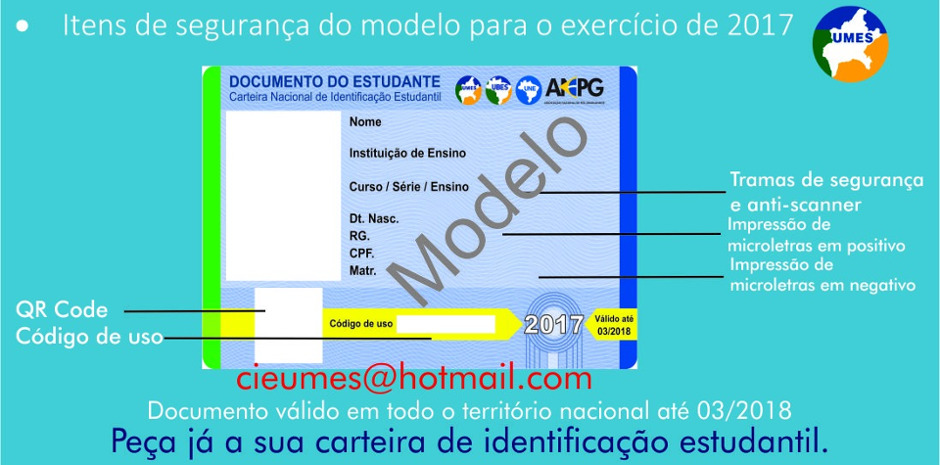 • Itens de segurança do modelo para o exercício de 2017
UMES
DOCUMENTO DO ESTUDANTE
Carteira Nacional de Identificação Estudantil
UMES
UBES
UNE
ANPG
Nome
Instituição de Ensino
Curso / Série / Ensino
Dt. Nasc.
RG.
CPF.
Matr.
Modelo
Tramas de segurança
e anti-scanner
Impressão de
microletras em positivo
Impressão de
microletras em negativo
QR Code
Código de uso
Código de uso
2017
Válido até
03/2018
cieumes@hotmail.com
Documento válido em todo o território nacional até 03/2018
Peça já a sua carteira de identificação estudantil.